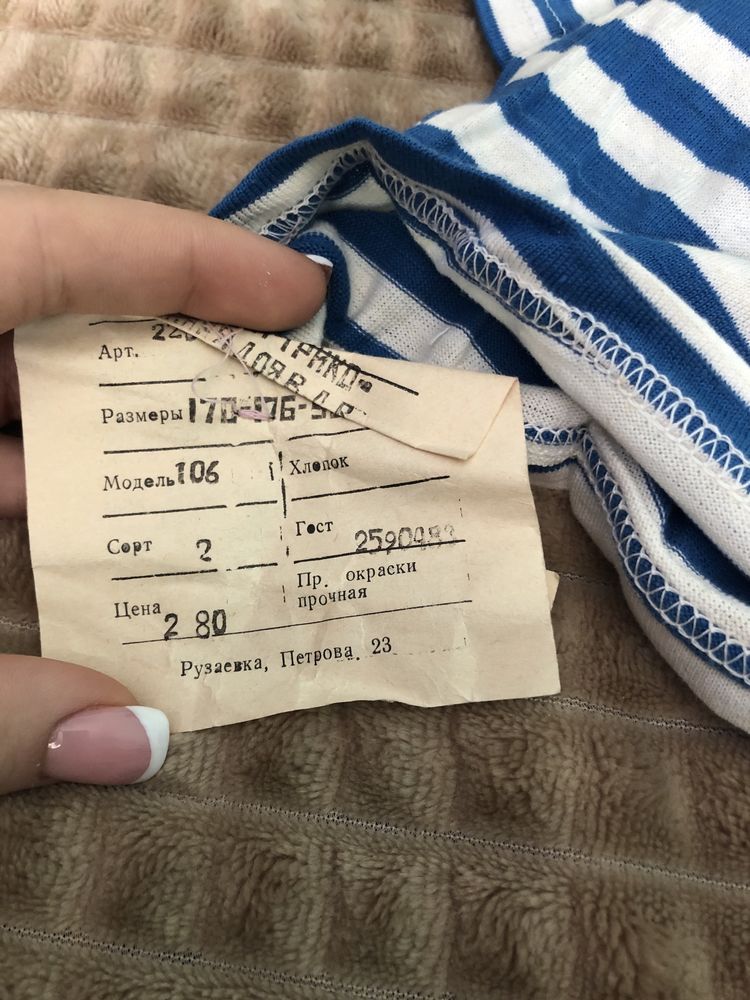 Арт.
Размеры 170-176-
Модель 106 Хлопок
Сорт 2 Гост 2590483
Цена 2 80 Пр. окраски
прочная
Рузаевка, Петрова 23